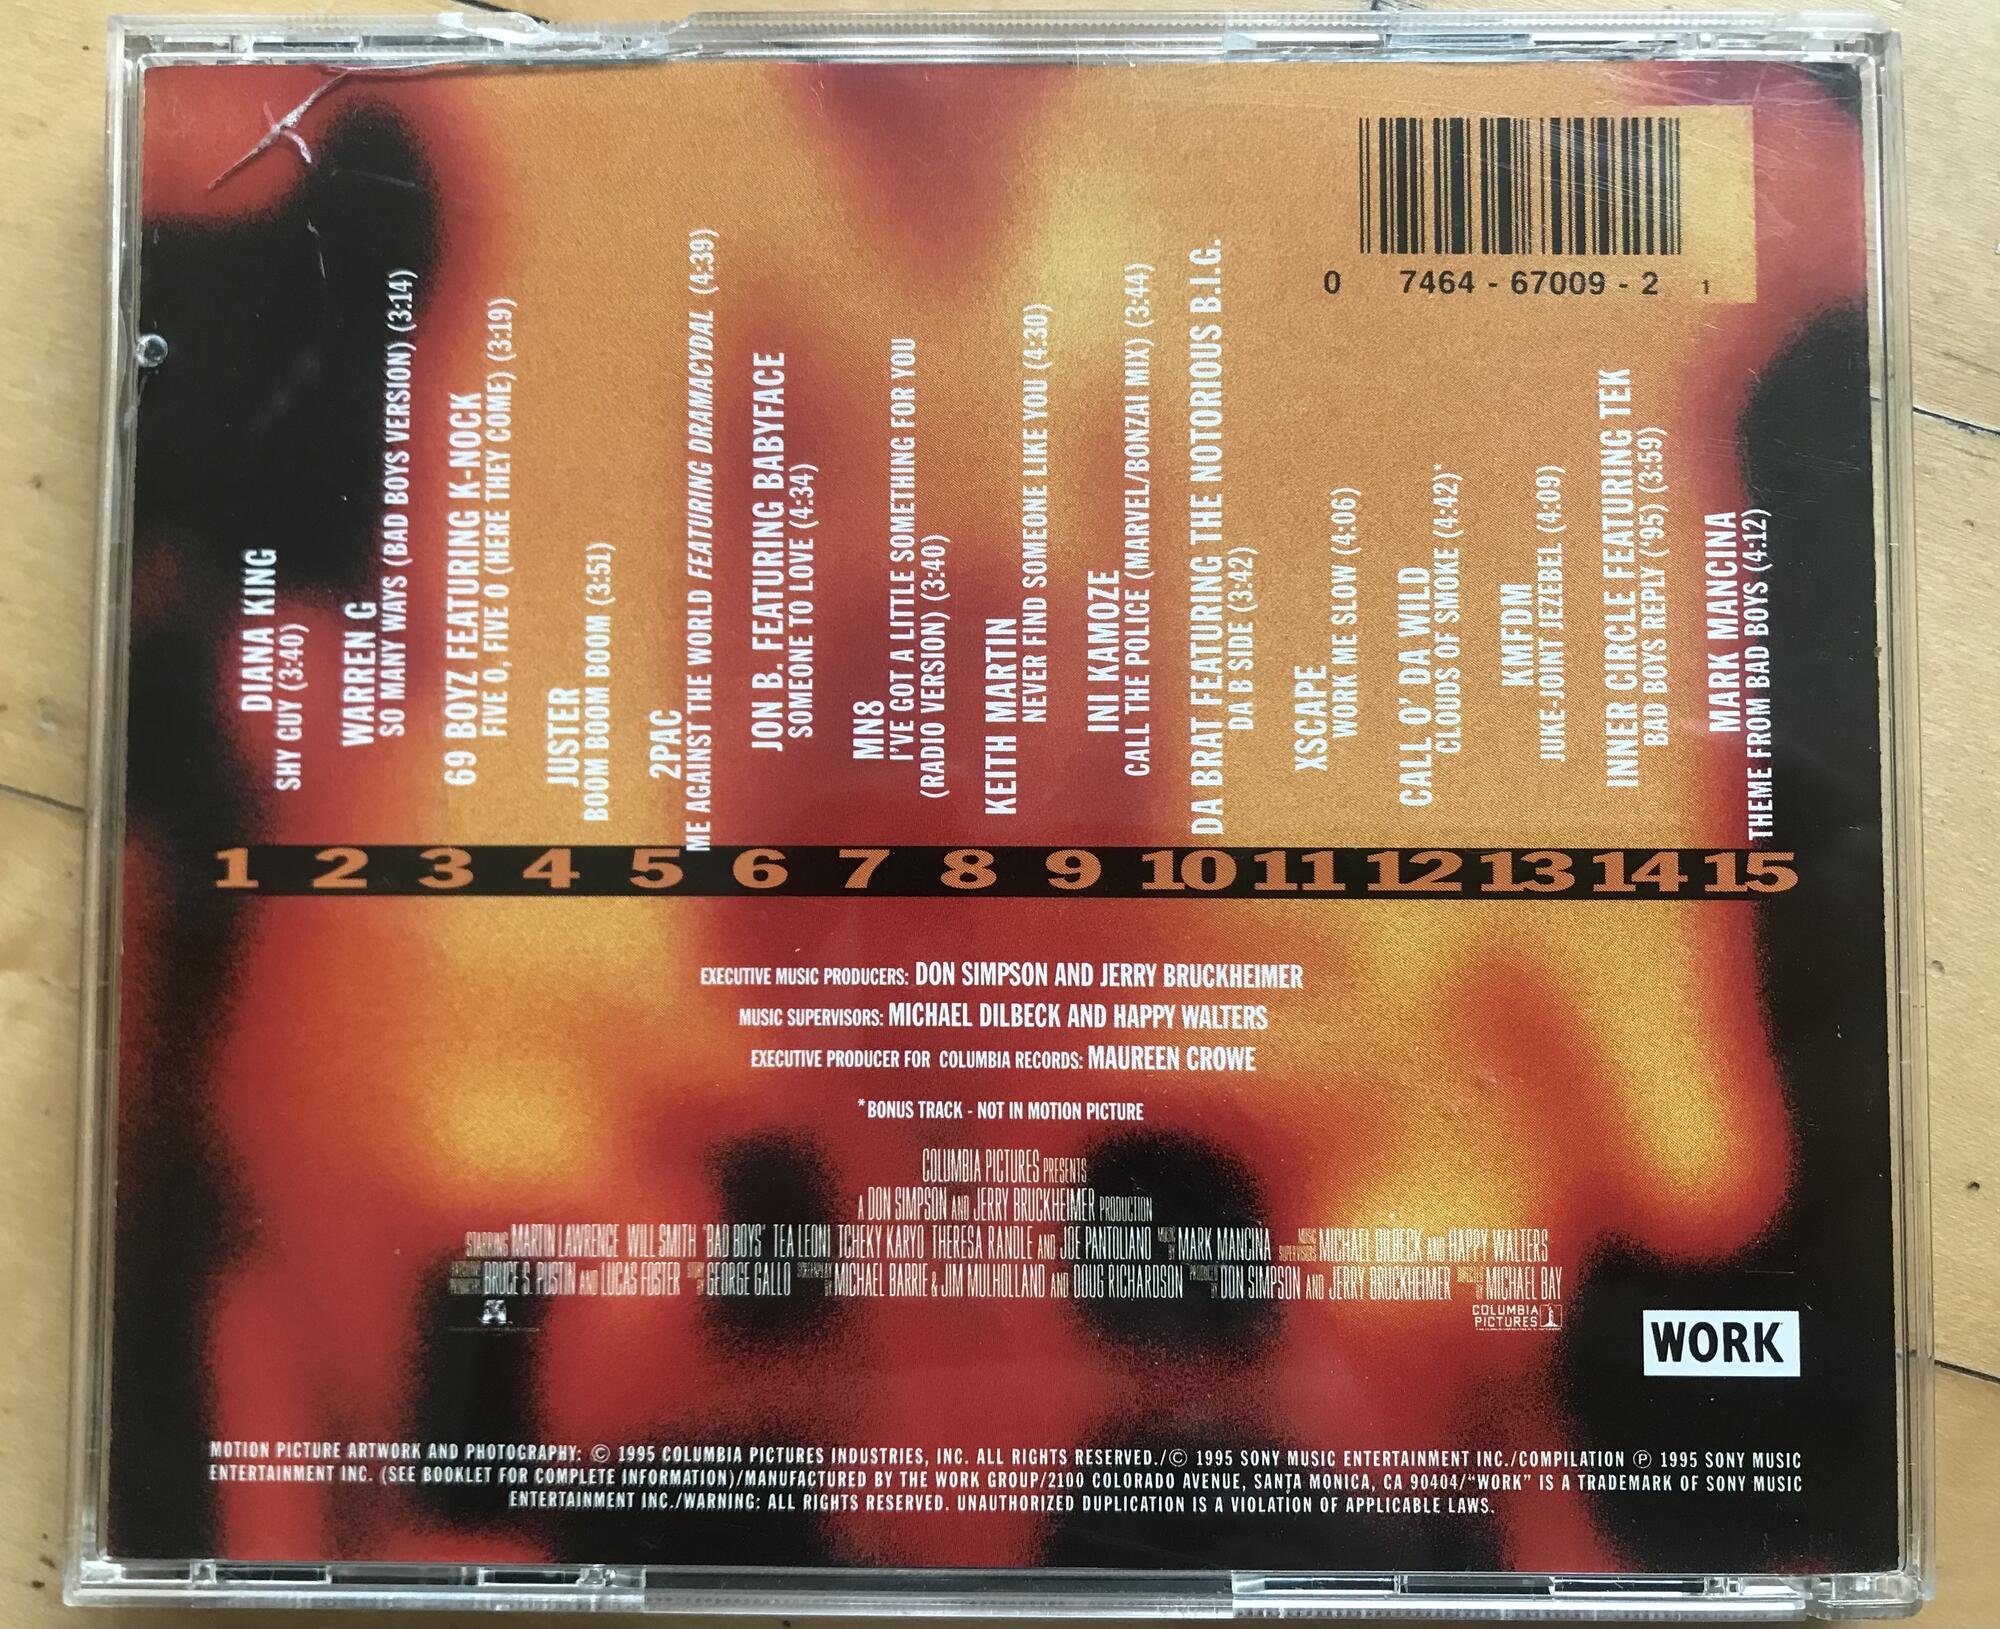 0 7464 - 67009 - 2 1
1
DIANA KING
SHY GUY (3:40)
2
WARREN G
SO MANY WAYS (BAD BOYS VERSION) (3:14)
3
69 BOYZ FEATURING K-NOCK
FIVE O, FIVE O (HERE THEY COME) (3:19)
4
JUSTER
BOOM BOOM BOOM (3:51)
5
2PAC
ME AGAINST THE WORLD FEATURING DRAMACYDAL (4:39)
6
JON B. FEATURING BABYFACE
SOMEONE TO LOVE (4:34)
7
MN8
I'VE GOT A LITTLE SOMETHING FOR YOU
(RADIO VERSION) (3:40)
8
KEITH MARTIN
NEVER FIND SOMEONE LIKE YOU (4:30)
9
INI KAMOZE
CALL THE POLICE (MARVEL/BONZAI MIX) (3:44)
10
DA BRAT FEATURING THE NOTORIOUS B.I.G.
DA B SIDE (3:42)
11
XSCAPE
WORK ME SLOW (4:06)
12
CALL O' DA WILD
CLOUDS OF SMOKE (4:42)*
13
KMFDM
JUKE-JOINT JEZEBEL (4:09)
14
INNER CIRCLE FEATURING TEK
BAD BOYS REPLY ('95) (3:59)
15
MARK MANCINA
THEME FROM BAD BOYS (4:12)
EXECUTIVE MUSIC PRODUCERS: DON SIMPSON AND JERRY BRUCKHEIMER
MUSIC SUPERVISORS: MICHAEL DILBECK AND HAPPY WALTERS
EXECUTIVE PRODUCER FOR COLUMBIA RECORDS: MAUREEN CROWE
*BONUS TRACK - NOT IN MOTION PICTURE
COLUMBIA PICTURES PRESENTS
A DON SIMPSON AND JERRY BRUCKHEIMER PRODUCTION
STARRING MARTIN LAWRENCE WILL SMITH "BAD BOYS" TEA LEONI TCHEKY KARYO THERESA RANDLE AND JOE PANTOLIANO MUSIC BY MARK MANCINA MUSIC SUPERVISORS MICHAEL DILBECK AND HAPPY WALTERS
BRUCE S. PUSTIN AND LUCAS FOSTER STORY BY GEORGE GALLO SCREENPLAY BY MICHAEL BARRIE & JIM MULHOLLAND AND DOUG RICHARDSON PRODUCED BY DON SIMPSON AND JERRY BRUCKHEIMER DIRECTED BY MICHAEL BAY
COLUMBIA
PICTURES
WORK
MOTION PICTURE ARTWORK AND PHOTOGRAPHY: © 1995 COLUMBIA PICTURES INDUSTRIES, INC. ALL RIGHTS RESERVED./© 1995 SONY MUSIC ENTERTAINMENT INC./COMPILATION ℗ 1995 SONY MUSIC
ENTERTAINMENT INC. (SEE BOOKLET FOR COMPLETE INFORMATION)/MANUFACTURED BY THE WORK GROUP/2100 COLORADO AVENUE, SANTA MONICA, CA 90404/"WORK" IS A TRADEMARK OF SONY MUSIC
ENTERTAINMENT INC./WARNING: ALL RIGHTS RESERVED. UNAUTHORIZED DUPLICATION IS A VIOLATION OF APPLICABLE LAWS.